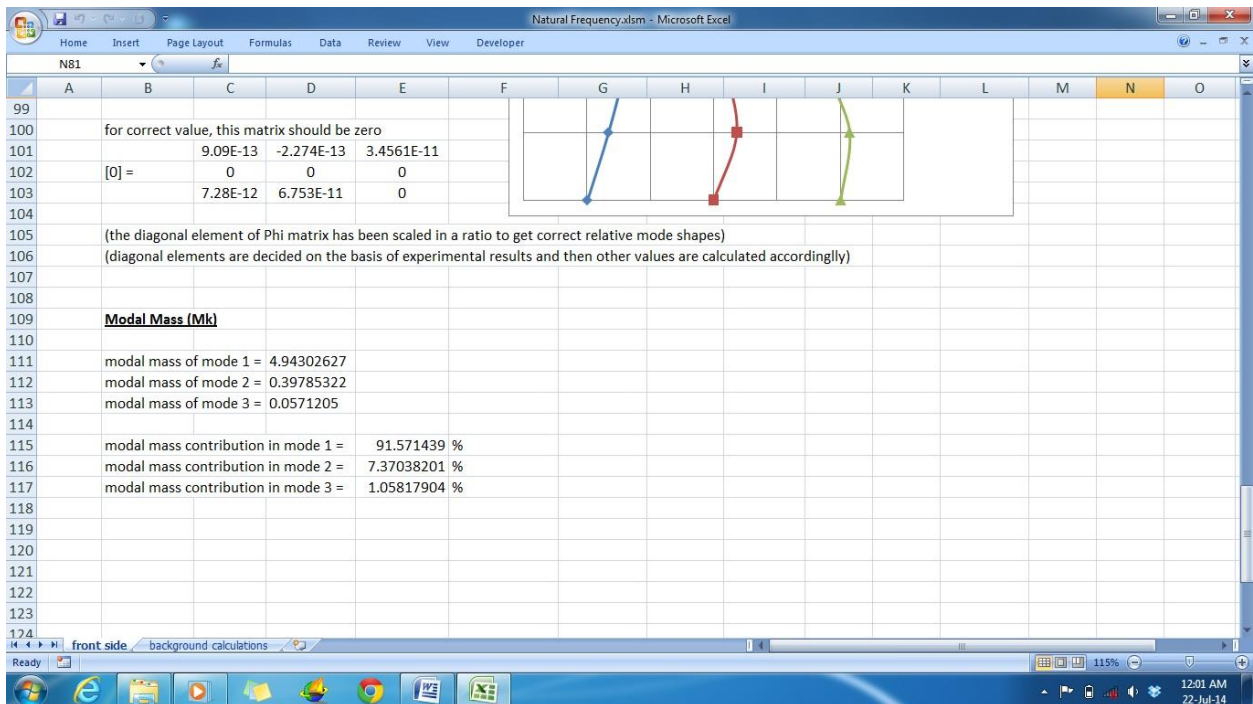 Natural Frequency.xlsm - Microsoft Excel
Home Insert Page Layout Formulas Data Review View Developer
N81 fx
A B C D E F G H I J K L M N O
99
100 for correct value, this matrix should be zero
101 9.09E-13 -2.274E-13 3.4561E-11
102 [0] = 0 0 0
103 7.28E-12 6.753E-11 0
104
105 (the diagonal element of Phi matrix has been scaled in a ratio to get correct relative mode shapes)
106 (diagonal elements are decided on the basis of experimental results and then other values are calculated accordinglly)
107
108
109 Modal Mass (Mk)
110
111 modal mass of mode 1 = 4.94302627
112 modal mass of mode 2 = 0.39785322
113 modal mass of mode 3 = 0.0571205
114
115 modal mass contribution in mode 1 = 91.571439 %
116 modal mass contribution in mode 2 = 7.37038201 %
117 modal mass contribution in mode 3 = 1.05817904 %
118
119
120
121
122
123
124
front side background calculations
Ready 115%
12:01 AM
22-Jul-14